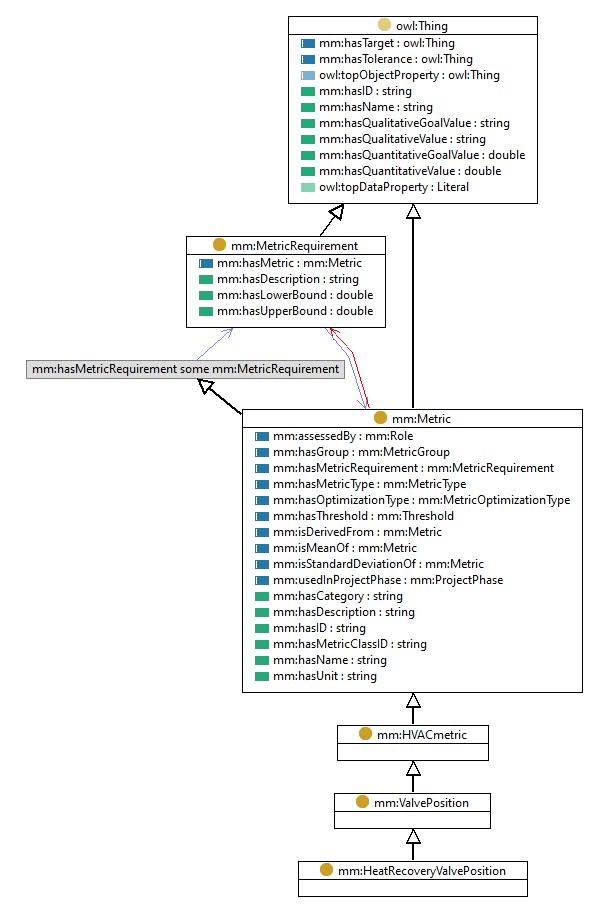 owl:Thing
mm:hasTarget : owl:Thing
mm:hasTolerance : owl:Thing
owl:topObjectProperty : owl:Thing
mm:hasID : string
mm:hasName : string
mm:hasQualitativeGoalValue : string
mm:hasQualitativeValue : string
mm:hasQuantitativeGoalValue : double
mm:hasQuantitativeValue : double
owl:topDataProperty : Literal
mm:MetricRequirement
mm:hasMetric : mm:Metric
mm:hasDescription : string
mm:hasLowerBound : double
mm:hasUpperBound : double
mm:hasMetricRequirement some mm:MetricRequirement
mm:Metric
mm:assessedBy : mm:Role
mm:hasGroup : mm:MetricGroup
mm:hasMetricRequirement : mm:MetricRequirement
mm:hasMetricType : mm:MetricType
mm:hasOptimizationType : mm:MetricOptimizationType
mm:hasThreshold : mm:Threshold
mm:isDerivedFrom : mm:Metric
mm:isMeanOf : mm:Metric
mm:isStandardDeviationOf : mm:Metric
mm:usedInProjectPhase : mm:ProjectPhase
mm:hasCategory : string
mm:hasDescription : string
mm:hasID : string
mm:hasMetricClassID : string
mm:hasName : string
mm:hasUnit : string
mm:HVACmetric
mm:ValvePosition
mm:HeatRecoveryValvePosition